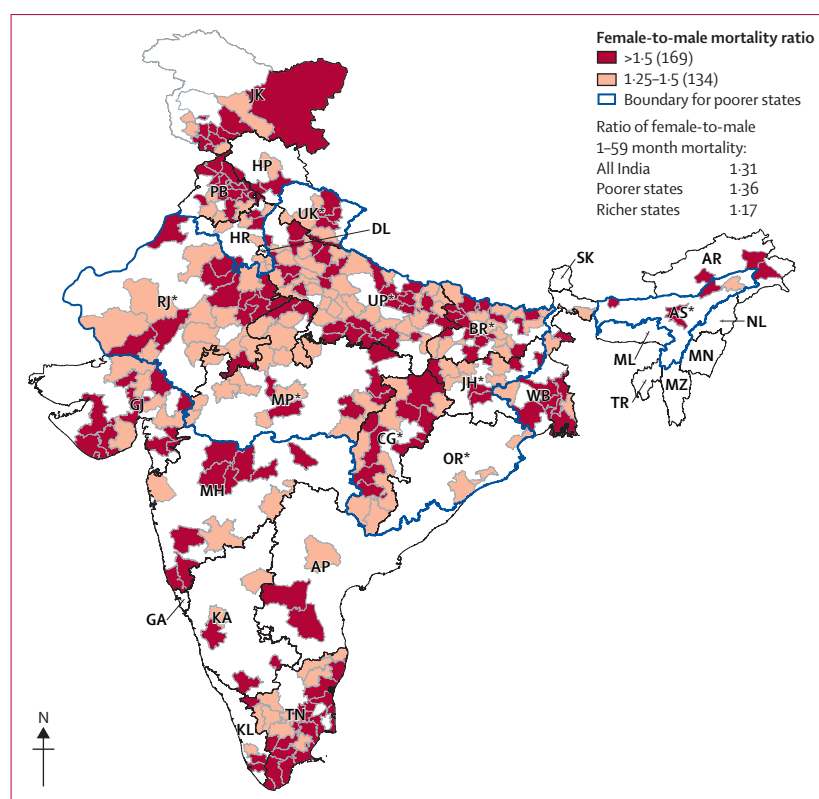 Female-to-male mortality ratio
>1·5 (169)
1·25–1·5 (134)
Boundary for poorer states
Ratio of female-to-male
1–59 month mortality:
All India 1·31
Poorer states 1·36
Richer states 1·17
JK
HP
PB
UK*
DL
HR
SK
AR
RJ*
UP*
BR*
AS*
NL
ML
MN
JH*
MP*
TR
MZ
GJ
WB
CG*
OR*
MH
AP
GA
KA
N
TN
KL